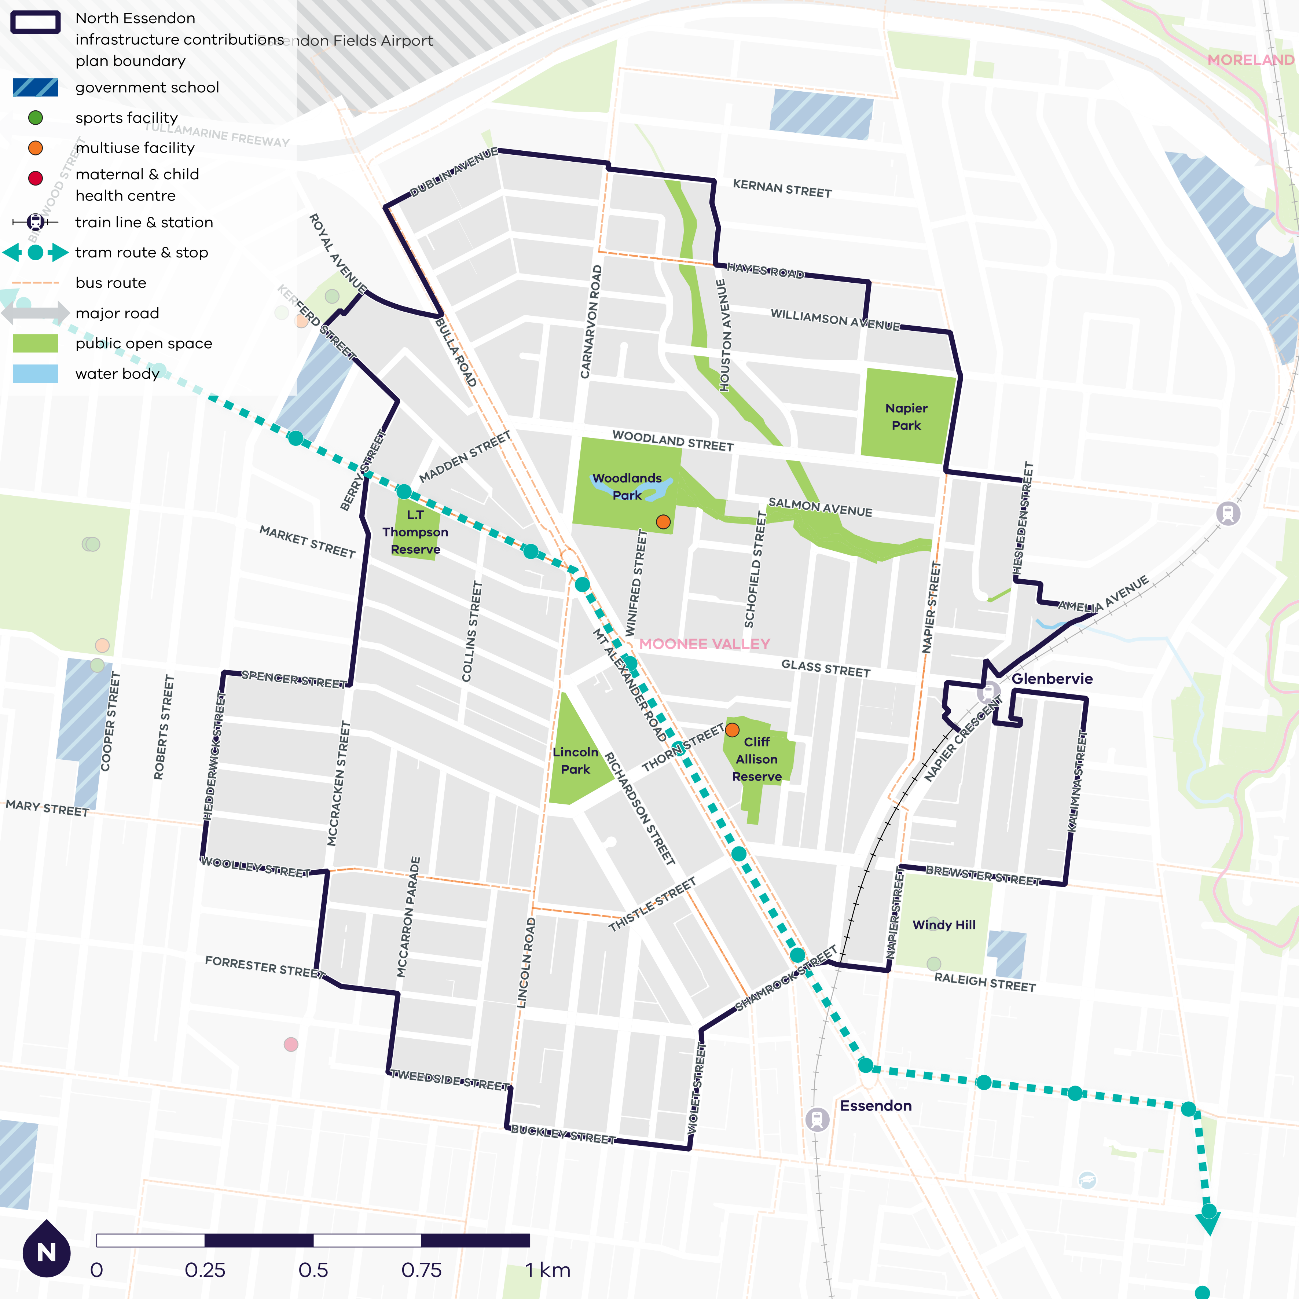 North Essendon
infrastructure contributions
plan boundary
government school
sports facility
multiuse facility
maternal & child
health centre
train line & station
tram route & stop
bus route
major road
public open space
water body
endon Fields Airport
MORELAND
TULLAMARINE FREEWAY
WOOD STREET
DUBLIN AVENUE
KERNAN STREET
ROYAL AVENUE
KERFERD STREET
HAYES ROAD
CARNARVON ROAD
HOUSTON AVENUE
WILLIAMSON AVENUE
BULLA ROAD
Napier
Park
WOODLAND STREET
MADDEN STREET
BERRY STREET
Woodlands
Park
SALMON AVENUE
HESLEDEN STREET
L.T
Thompson
Reserve
MARKET STREET
WINIFRED STREET
SCHOFIELD STREET
NAPIER STREET
AMELIA AVENUE
COLLINS STREET
MOONEE VALLEY
MT ALEXANDER ROAD
GLASS STREET
Glenbervie
SPENCER STREET
COOPER STREET
ROBERTS STREET
HEDDERWICK STREET
MCCRACKEN STREET
Lincoln
Park
THORN STREET
Cliff
Allison
Reserve
NAPIER CRESCENT
KALIMNA STREET
RICHARDSON STREET
MARY STREET
WOOLLEY STREET
MCCARRON PARADE
THISTLE STREET
BREWSTER STREET
NAPIER STREET
Windy Hill
LINCOLN ROAD
FORRESTER STREET
SHAMROCK STREET
RALEIGH STREET
TWEEDSIDE STREET
VIOLET STREET
Essendon
BUCKLEY STREET
N
0 0.25 0.5 0.75 1 km